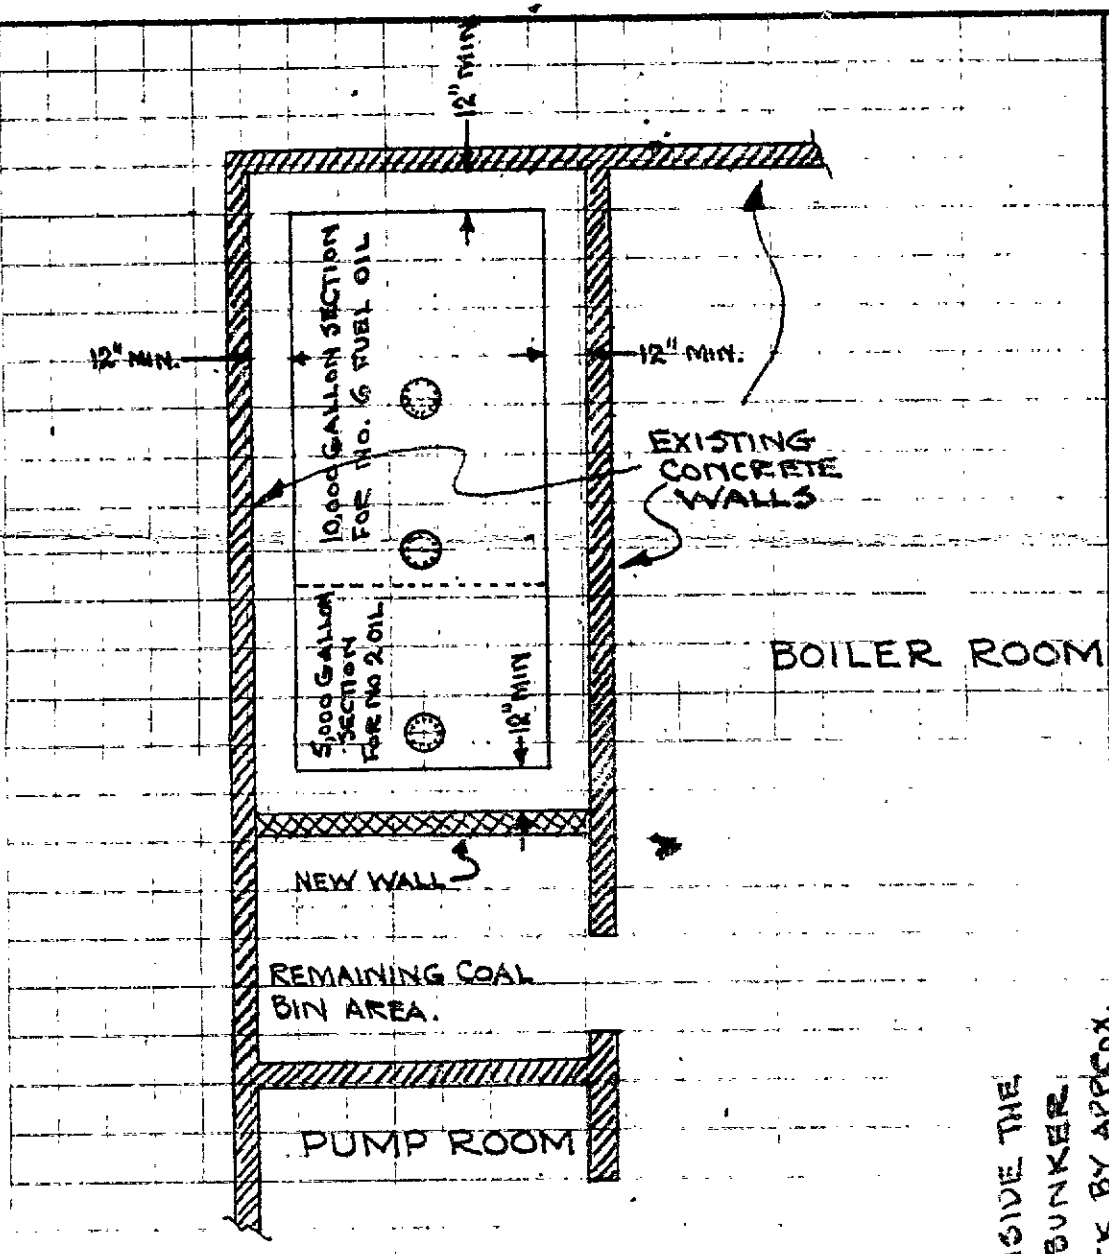 12" MIN
10,000 GALLON SECTION
FOR NO. 6 FUEL OIL
12" MIN.
12" MIN.
EXISTING
CONCRETE
WALLS
5,000 GALLON
SECTION
FOR NO 2 OIL
12" MIN
BOILER ROOM
NEW WALL
REMAINING COAL
BIN AREA.
PUMP ROOM
THE
BUNKER
BY APPROX.